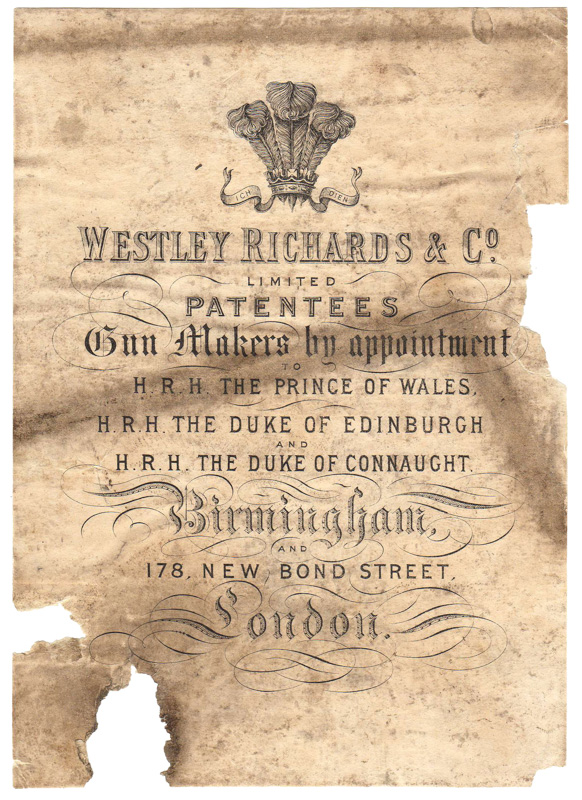 ICH DIEN
WESTLEY RICHARDS & Co.
LIMITED
PATENTEES
Gun Makers by appointment
TO
H.R.H. THE PRINCE OF WALES,
H.R.H. THE DUKE OF EDINBURGH
AND
H.R.H. THE DUKE OF CONNAUGHT.
Birmingham,
AND
178, NEW BOND STREET,
London.